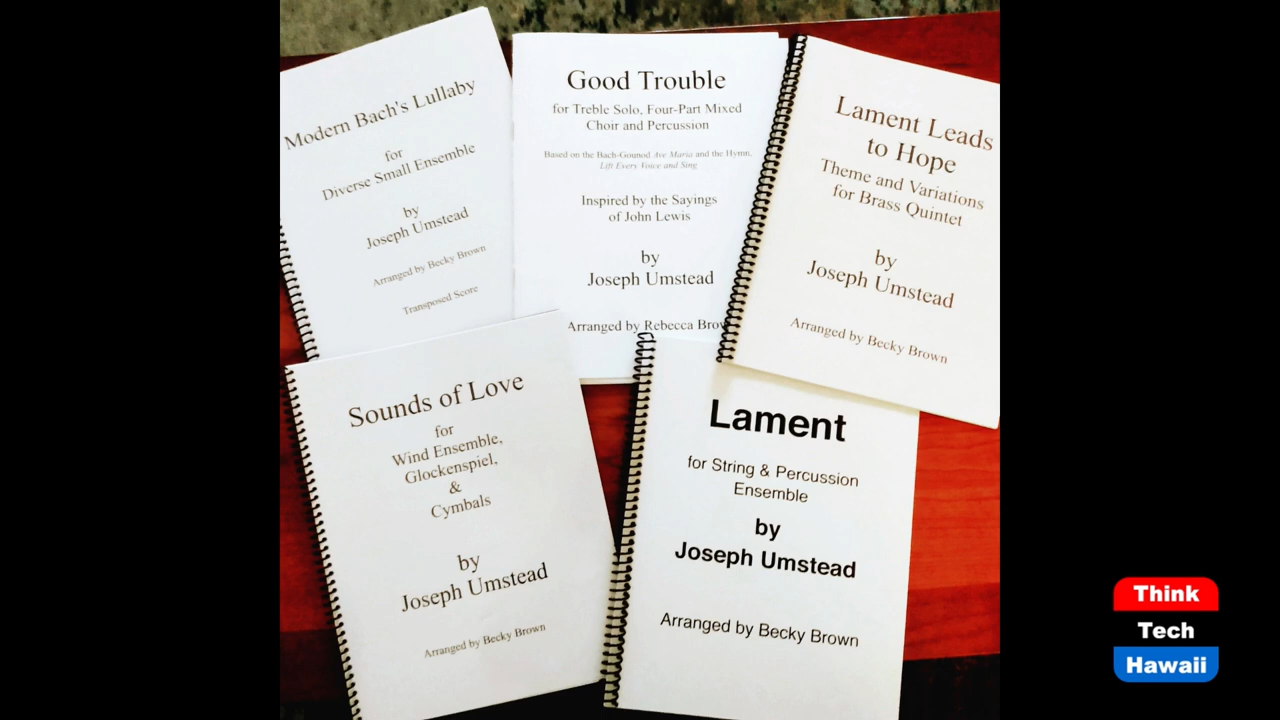 Modern Bach's Lullaby
for
Diverse Small Ensemble
by
Joseph Umstead
Arranged by Becky Brown
Transposed Score
Good Trouble
for Treble Solo, Four-Part Mixed
Choir and Percussion
Based on the Bach-Gounod Ave Maria and the Hymn,
Lift Every Voice and Sing
Inspired by the Sayings
of John Lewis
by
Joseph Umstead
Arranged by Rebecca
Lament Leads
to Hope
Theme and Variations
for Brass Quintet
by
Joseph Umstead
Arranged by Becky Brown
Sounds of Love
for
Wind Ensemble,
Glockenspiel,
&
Cymbals
by
Joseph Umstead
Arranged by Becky Brown
Lament
for String & Percussion
Ensemble
by
Joseph Umstead
Arranged by Becky Brown
Think
Tech
Hawaii